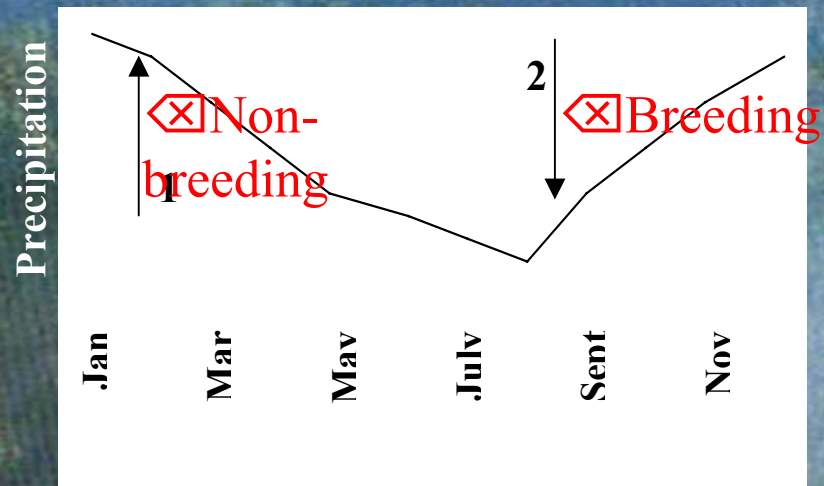 Precipitation
2
Non-
breeding
Breeding
1
Jan
Mar
May
July
Sept
Nov